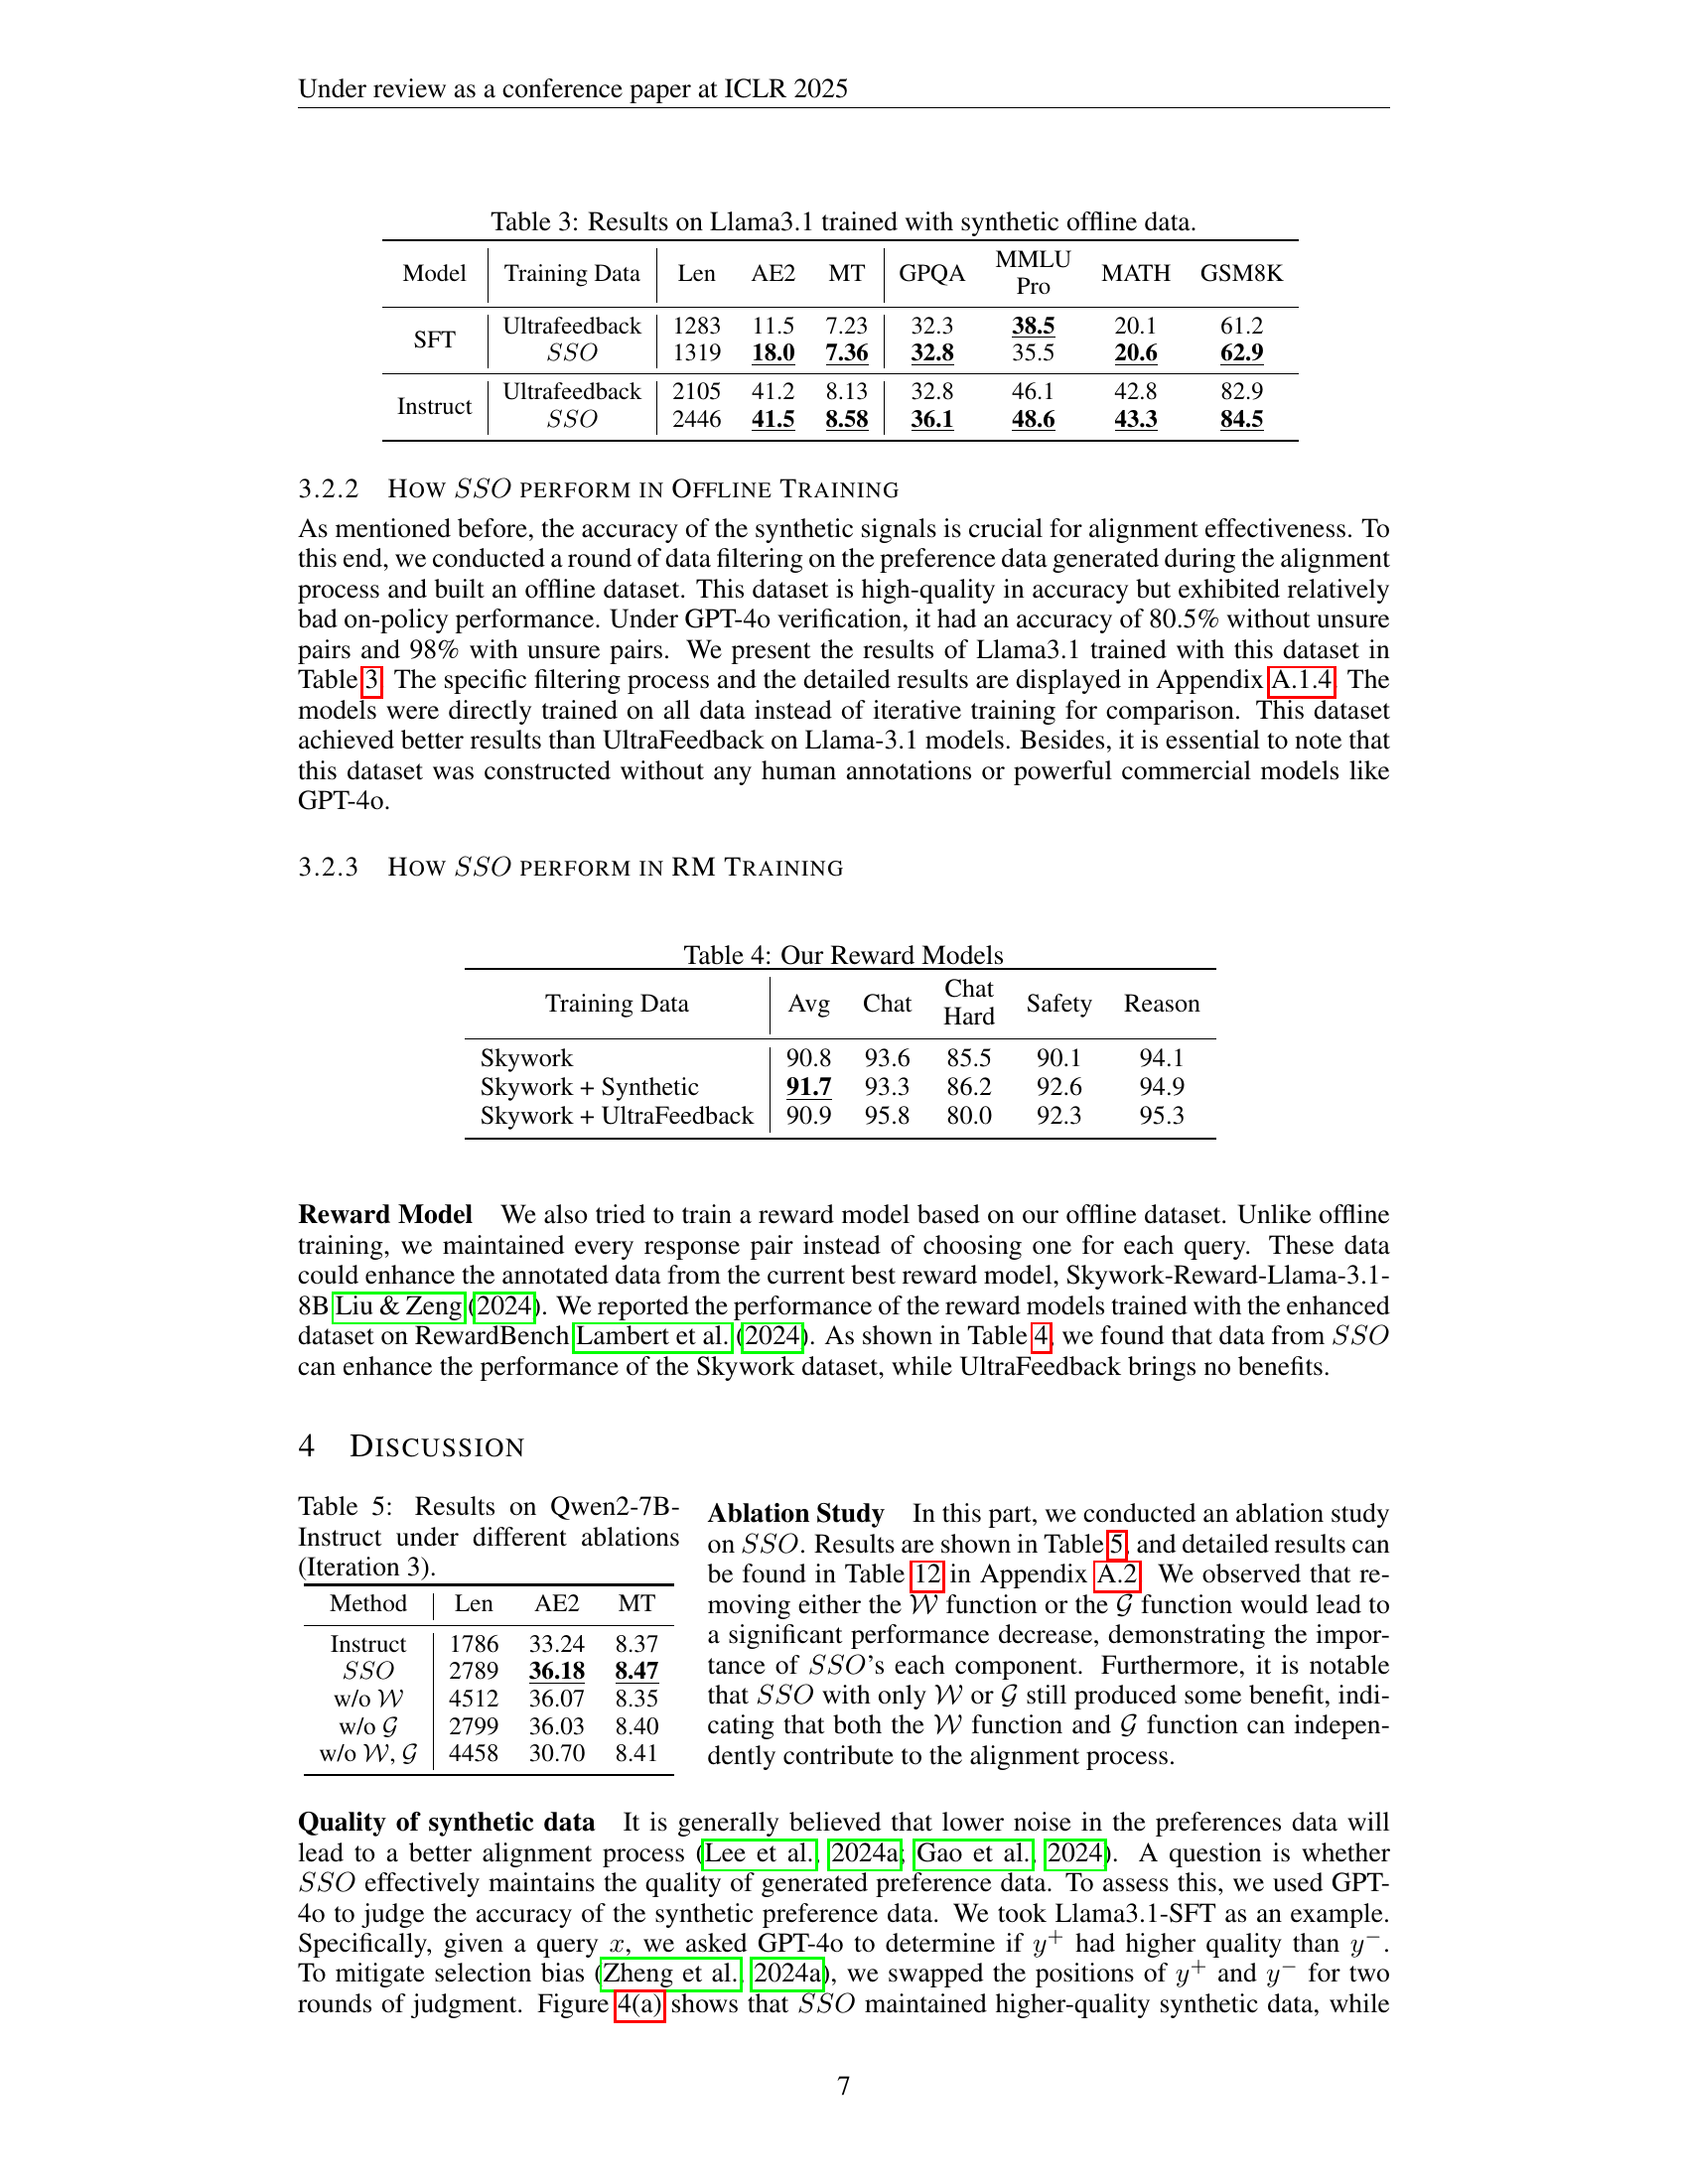 Under review as a conference paper at ICLR 2025
Table 3: Results on Llama3.1 trained with synthetic offline data.
Model Training Data Len AE2 MT GPQA MMLU Pro MATH GSM8K
SFT Ultrafeedback 1283 11.5 7.23 32.3 38.5 20.1 61.2
SSO 1319 18.0 7.36 32.8 35.5 20.6 62.9
Instruct Ultrafeedback 2105 41.2 8.13 32.8 46.1 42.8 82.9
SSO 2446 41.5 8.58 36.1 48.6 43.3 84.5
3.2.2 HOW SSO PERFORM IN OFFLINE TRAINING
As mentioned before, the accuracy of the synthetic signals is crucial for alignment effectiveness. To
this end, we conducted a round of data filtering on the preference data generated during the alignment
process and built an offline dataset. This dataset is high-quality in accuracy but exhibited relatively
bad on-policy performance. Under GPT-4o verification, it had an accuracy of 80.5% without unsure
pairs and 98% with unsure pairs. We present the results of Llama3.1 trained with this dataset in
Table 3. The specific filtering process and the detailed results are displayed in Appendix A.1.4. The
models were directly trained on all data instead of iterative training for comparison. This dataset
achieved better results than UltraFeedback on Llama-3.1 models. Besides, it is essential to note that
this dataset was constructed without any human annotations or powerful commercial models like
GPT-4o.
3.2.3 HOW SSO PERFORM IN RM TRAINING
Table 4: Our Reward Models
Training Data Avg Chat Chat Hard Safety Reason
Skywork 90.8 93.6 85.5 90.1 94.1
Skywork + Synthetic 91.7 93.3 86.2 92.6 94.9
Skywork + UltraFeedback 90.9 95.8 80.0 92.3 95.3
Reward Model We also tried to train a reward model based on our offline dataset. Unlike offline
training, we maintained every response pair instead of choosing one for each query. These data
could enhance the annotated data from the current best reward model, Skywork-Reward-Llama-3.1-
8B Liu & Zeng (2024). We reported the performance of the reward models trained with the enhanced
dataset on RewardBench Lambert et al. (2024). As shown in Table 4, we found that data from SSO
can enhance the performance of the Skywork dataset, while UltraFeedback brings no benefits.
4 DISCUSSION
Table 5: Results on Qwen2-7B-
Instruct under different ablations
(Iteration 3).
Method Len AE2 MT
Instruct 1786 33.24 8.37
SSO 2789 36.18 8.47
w/o 𝒲 4512 36.07 8.35
w/o 𝒢 2799 36.03 8.40
w/o 𝒲, 𝒢 4458 30.70 8.41
Ablation Study In this part, we conducted an ablation study
on SSO. Results are shown in Table 5, and detailed results can
be found in Table 12 in Appendix A.2. We observed that re-
moving either the 𝒲 function or the 𝒢 function would lead to
a significant performance decrease, demonstrating the impor-
tance of SSO's each component. Furthermore, it is notable
that SSO with only 𝒲 or 𝒢 still produced some benefit, indi-
cating that both the 𝒲 function and 𝒢 function can indepen-
dently contribute to the alignment process.
Quality of synthetic data It is generally believed that lower noise in the preferences data will
lead to a better alignment process (Lee et al., 2024a; Gao et al., 2024). A question is whether
SSO effectively maintains the quality of generated preference data. To assess this, we used GPT-
4o to judge the accuracy of the synthetic preference data. We took Llama3.1-SFT as an example.
Specifically, given a query x, we asked GPT-4o to determine if y⁺ had higher quality than y⁻.
To mitigate selection bias (Zheng et al., 2024a), we swapped the positions of y⁺ and y⁻ for two
rounds of judgment. Figure 4(a) shows that SSO maintained higher-quality synthetic data, while
7